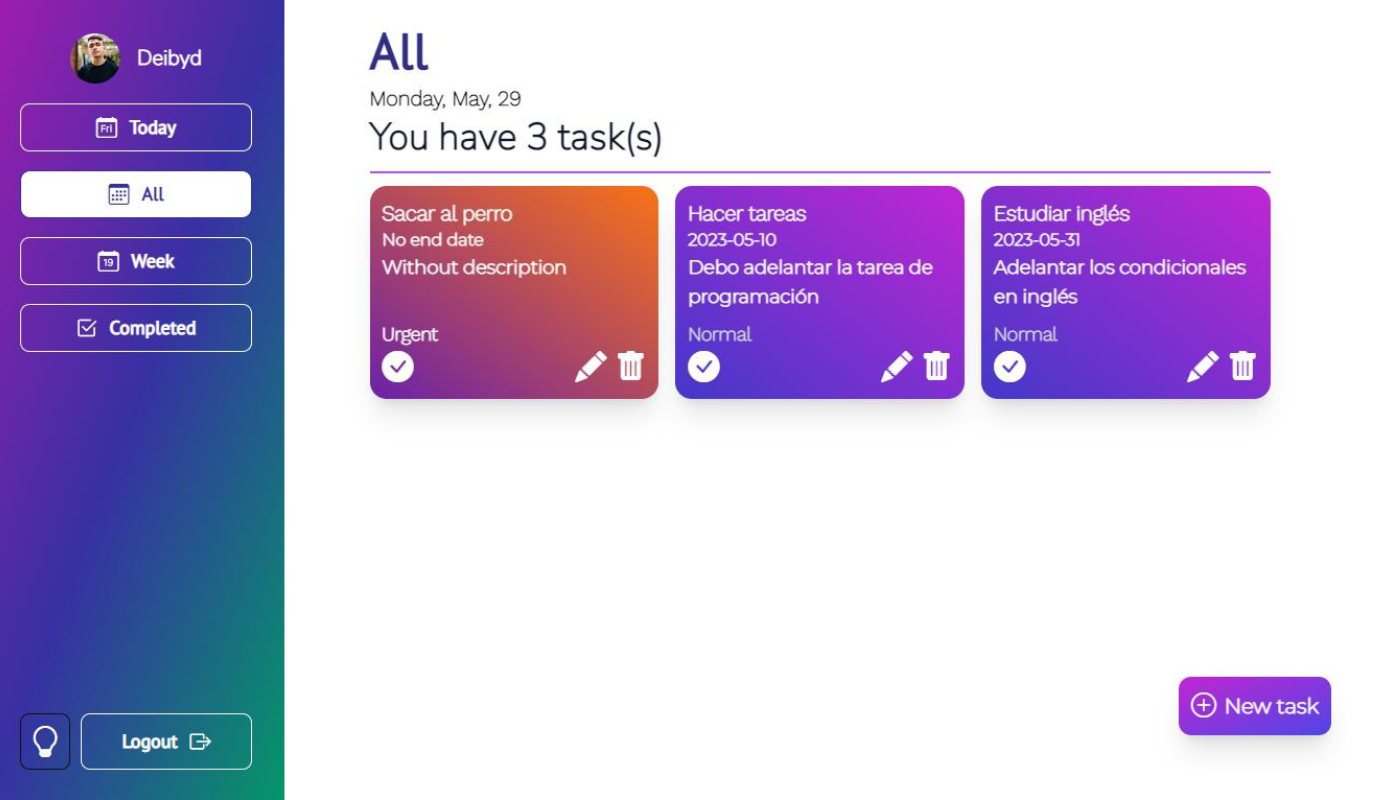 Deibyd
Fri
Today
All
19
Week
Completed
Logout
All
Monday, May, 29
You have 3 task(s)
Sacar al perro
No end date
Without description
Urgent
Hacer tareas
2023-05-10
Debo adelantar la tarea de
programación
Normal
Estudiar inglés
2023-05-31
Adelantar los condicionales
en inglés
Normal
New task